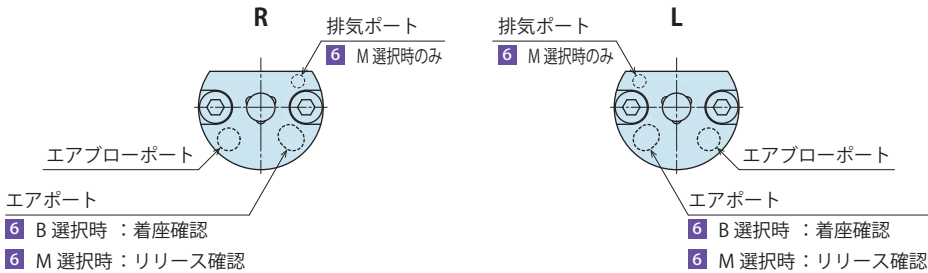 R
排気ポート
6 M 選択時のみ
エアブローポート
エアポート
6 B 選択時 ：着座確認
6 M 選択時：リリース確認
L
排気ポート
6 M 選択時のみ
エアブローポート
エアポート
6 B 選択時 ：着座確認
6 M 選択時：リリース確認